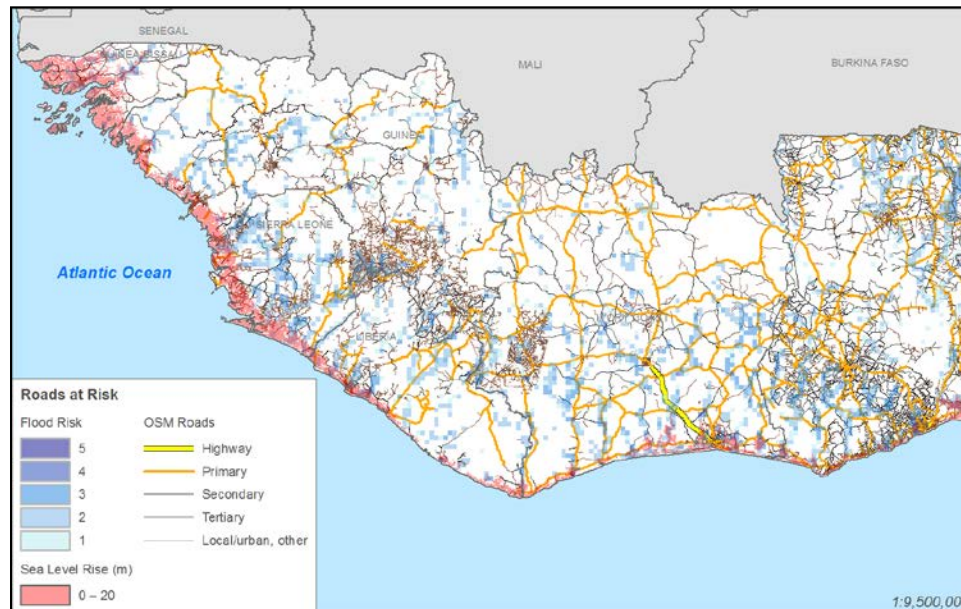 SENEGAL
MALI
BURKINA FASO
SIERRA LEONE
LIBERIA
Atlantic Ocean
Roads at Risk
Flood Risk
OSM Roads
5
Highway
4
Primary
3
Secondary
2
Tertiary
1
Local/urban, other
Sea Level Rise (m)
0 – 20
1:9,500,00